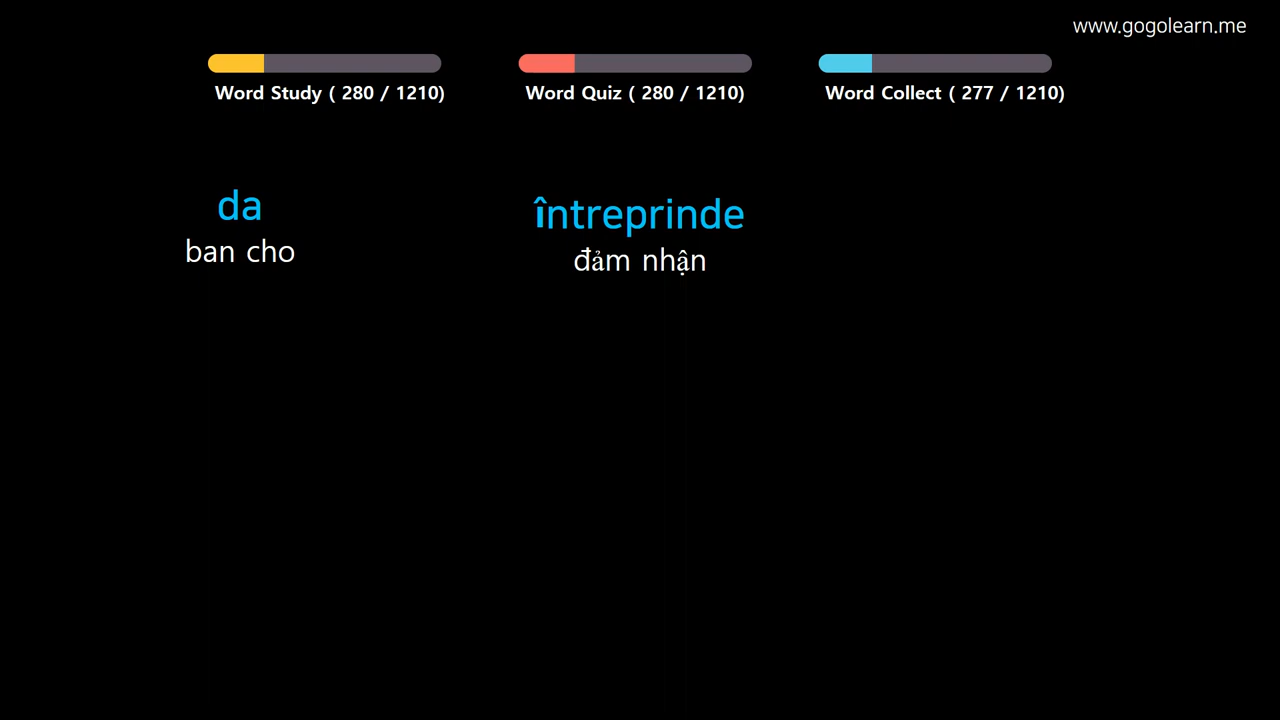 www.gogolearn.me
Word Study ( 280 / 1210)
Word Quiz ( 280 / 1210)
Word Collect ( 277 / 1210)
da
ban cho
întreprinde
đảm nhận